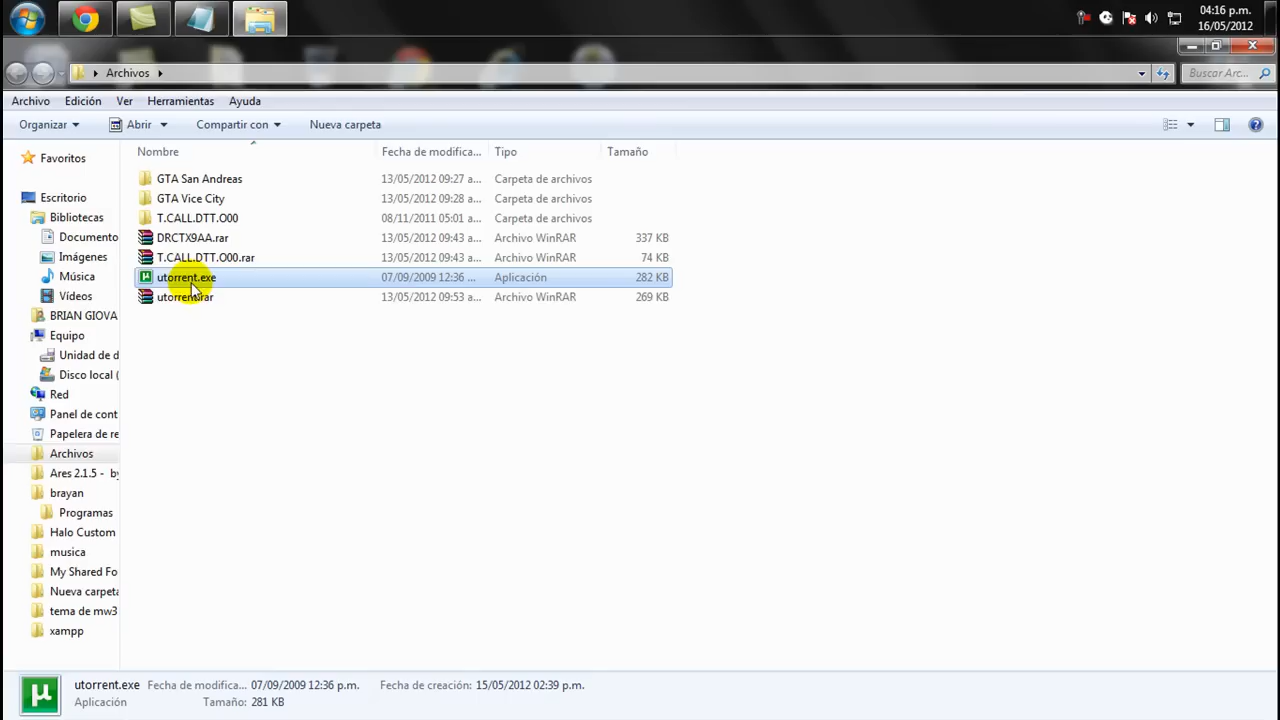 04:16 p.m.
16/05/2012
Archivos
Buscar Arc...
Archivo Edición Ver Herramientas Ayuda
Organizar Abrir Compartir con Nueva carpeta
Nombre Fecha de modifica... Tipo Tamaño
GTA San Andreas 13/05/2012 09:27 a... Carpeta de archivos
GTA Vice City 13/05/2012 09:28 a... Carpeta de archivos
T.CALL.DTT.O00 08/11/2011 05:01 a... Carpeta de archivos
DRCTX9AA.rar 13/05/2012 09:43 a... Archivo WinRAR 337 KB
T.CALL.DTT.O00.rar 13/05/2012 09:43 a... Archivo WinRAR 74 KB
utorrent.exe 07/09/2009 12:36 ... Aplicación 282 KB
utorrent.rar 13/05/2012 09:53 a... Archivo WinRAR 269 KB
Favoritos
Escritorio
Bibliotecas
Documento
Imágenes
Música
Vídeos
BRIAN GIOVA
Equipo
Unidad de d
Disco local (
Red
Panel de cont
Papelera de re
Archivos
Ares 2.1.5 - by
brayan
Programas
Halo Custom
musica
My Shared Fo
Nueva carpeta
tema de mw3
xampp
utorrent.exe Fecha de modifica... 07/09/2009 12:36 p.m. Fecha de creación: 15/05/2012 02:39 p.m.
Aplicación Tamaño: 281 KB
µ